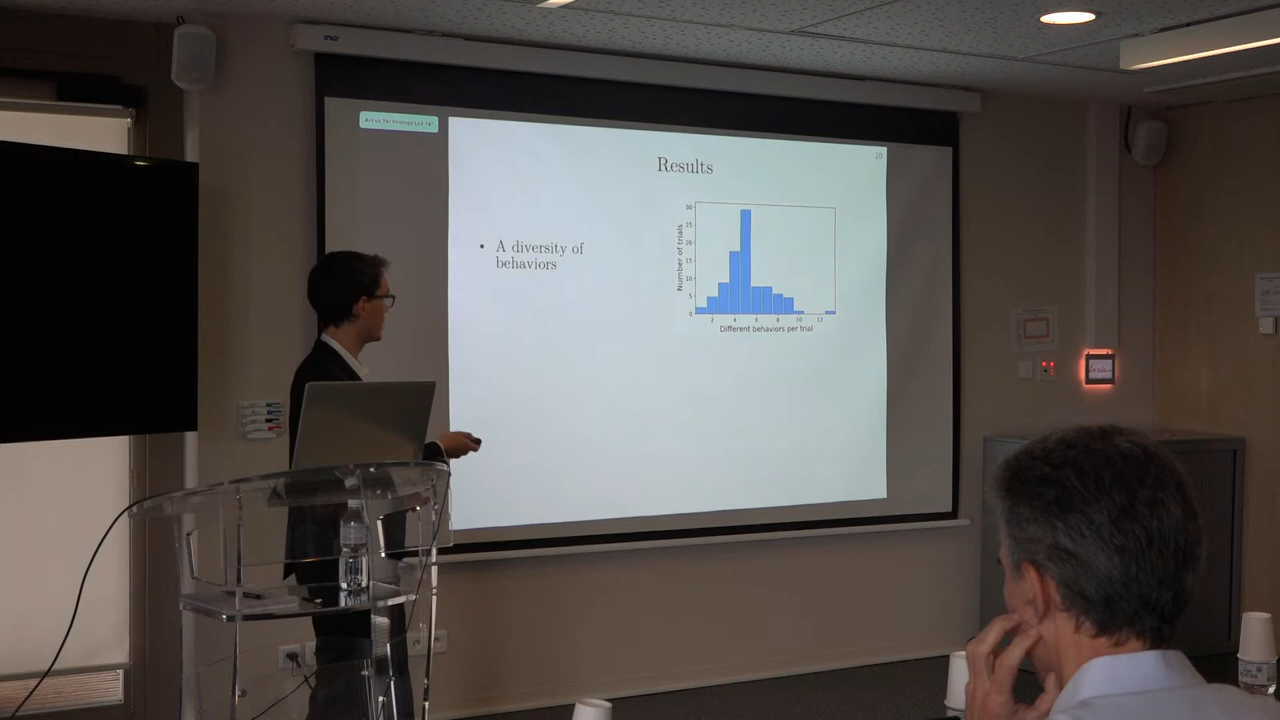 Results
20
• A diversity of
behaviors
Number of trials
30
25
20
15
10
5
0
2 4 6 8 10 12
Different behaviors per trial